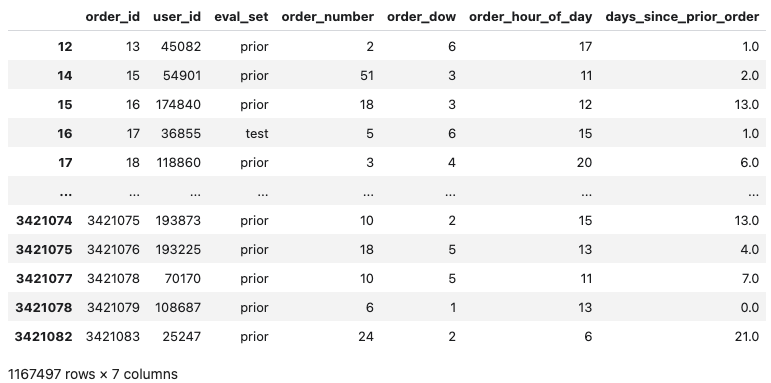 order_id user_id eval_set order_number order_dow order_hour_of_day days_since_prior_order
12 13 45082 prior 2 6 17 1.0
14 15 54901 prior 51 3 11 2.0
15 16 174840 prior 18 3 12 13.0
16 17 36855 test 5 6 15 1.0
17 18 118860 prior 3 4 20 6.0
... ... ... ... ... ... ... ...
3421074 3421075 193873 prior 10 2 15 13.0
3421075 3421076 193225 prior 18 5 13 4.0
3421077 3421078 70170 prior 10 5 11 7.0
3421078 3421079 108687 prior 6 1 13 0.0
3421082 3421083 25247 prior 24 2 6 21.0
1167497 rows × 7 columns